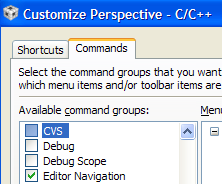 Customize Perspective - C/C++
Shortcuts Commands
Select the command groups that you want
which menu items and/or toolbar items are
Available command groups: Menu
CVS
Debug
Debug Scope
Editor Navigation